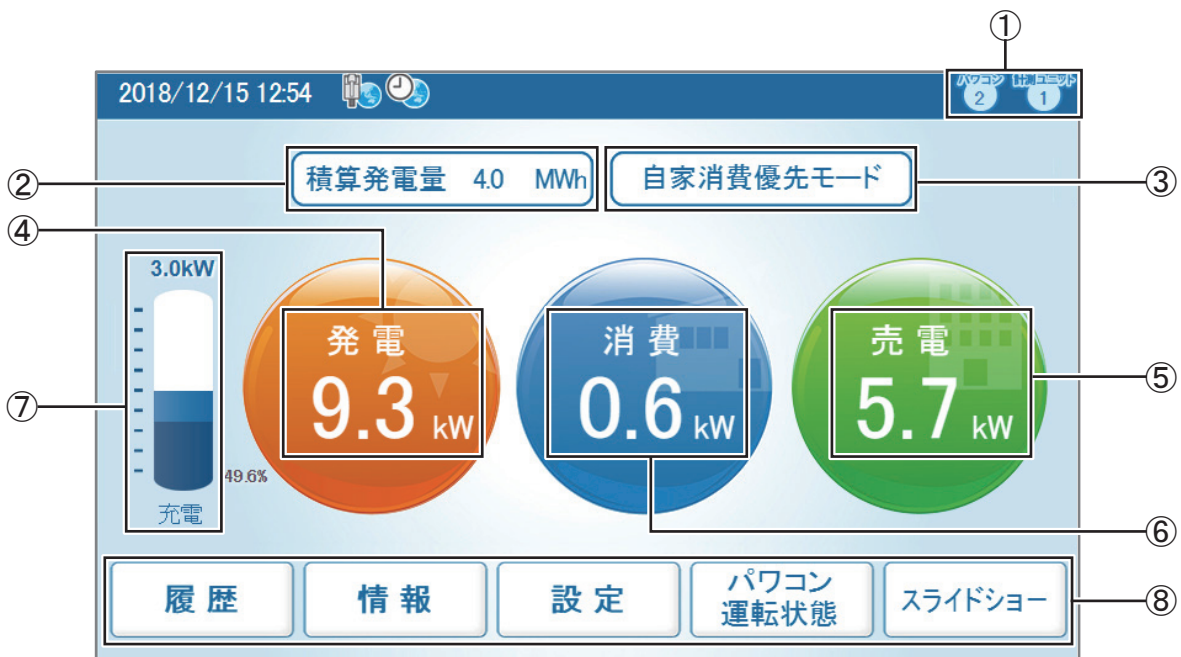 ①
2018/12/15 12:54
パワコン 計測ユニット
2 1
② 積算発電量 4.0 MWh 自家消費優先モード ③
④
3.0kW
発電 消費 売電
9.3 kW 0.6 kW 5.7 kW ⑤
⑦
49.6%
充電
⑥
履歴 情報 設定 パワコン
運転状態 スライドショー ⑧